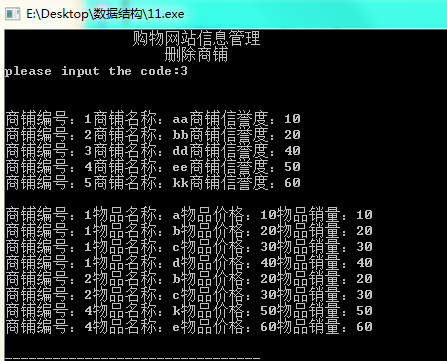 E:\Desktop\数据结构\11.exe
购物网站信息管理
删除商铺
please input the code:3
商铺编号：1商铺名称：aa商铺信誉度：10
商铺编号：2商铺名称：bb商铺信誉度：20
商铺编号：3商铺名称：dd商铺信誉度：40
商铺编号：4商铺名称：ee商铺信誉度：50
商铺编号：5商铺名称：kk商铺信誉度：60
商铺编号：1物品名称：a物品价格：10物品销量：10
商铺编号：1物品名称：b物品价格：20物品销量：20
商铺编号：1物品名称：c物品价格：30物品销量：30
商铺编号：1物品名称：d物品价格：40物品销量：40
商铺编号：2物品名称：b物品价格：20物品销量：20
商铺编号：2物品名称：c物品价格：30物品销量：30
商铺编号：4物品名称：k物品价格：50物品销量：50
商铺编号：4物品名称：e物品价格：60物品销量：60
--------------------------------